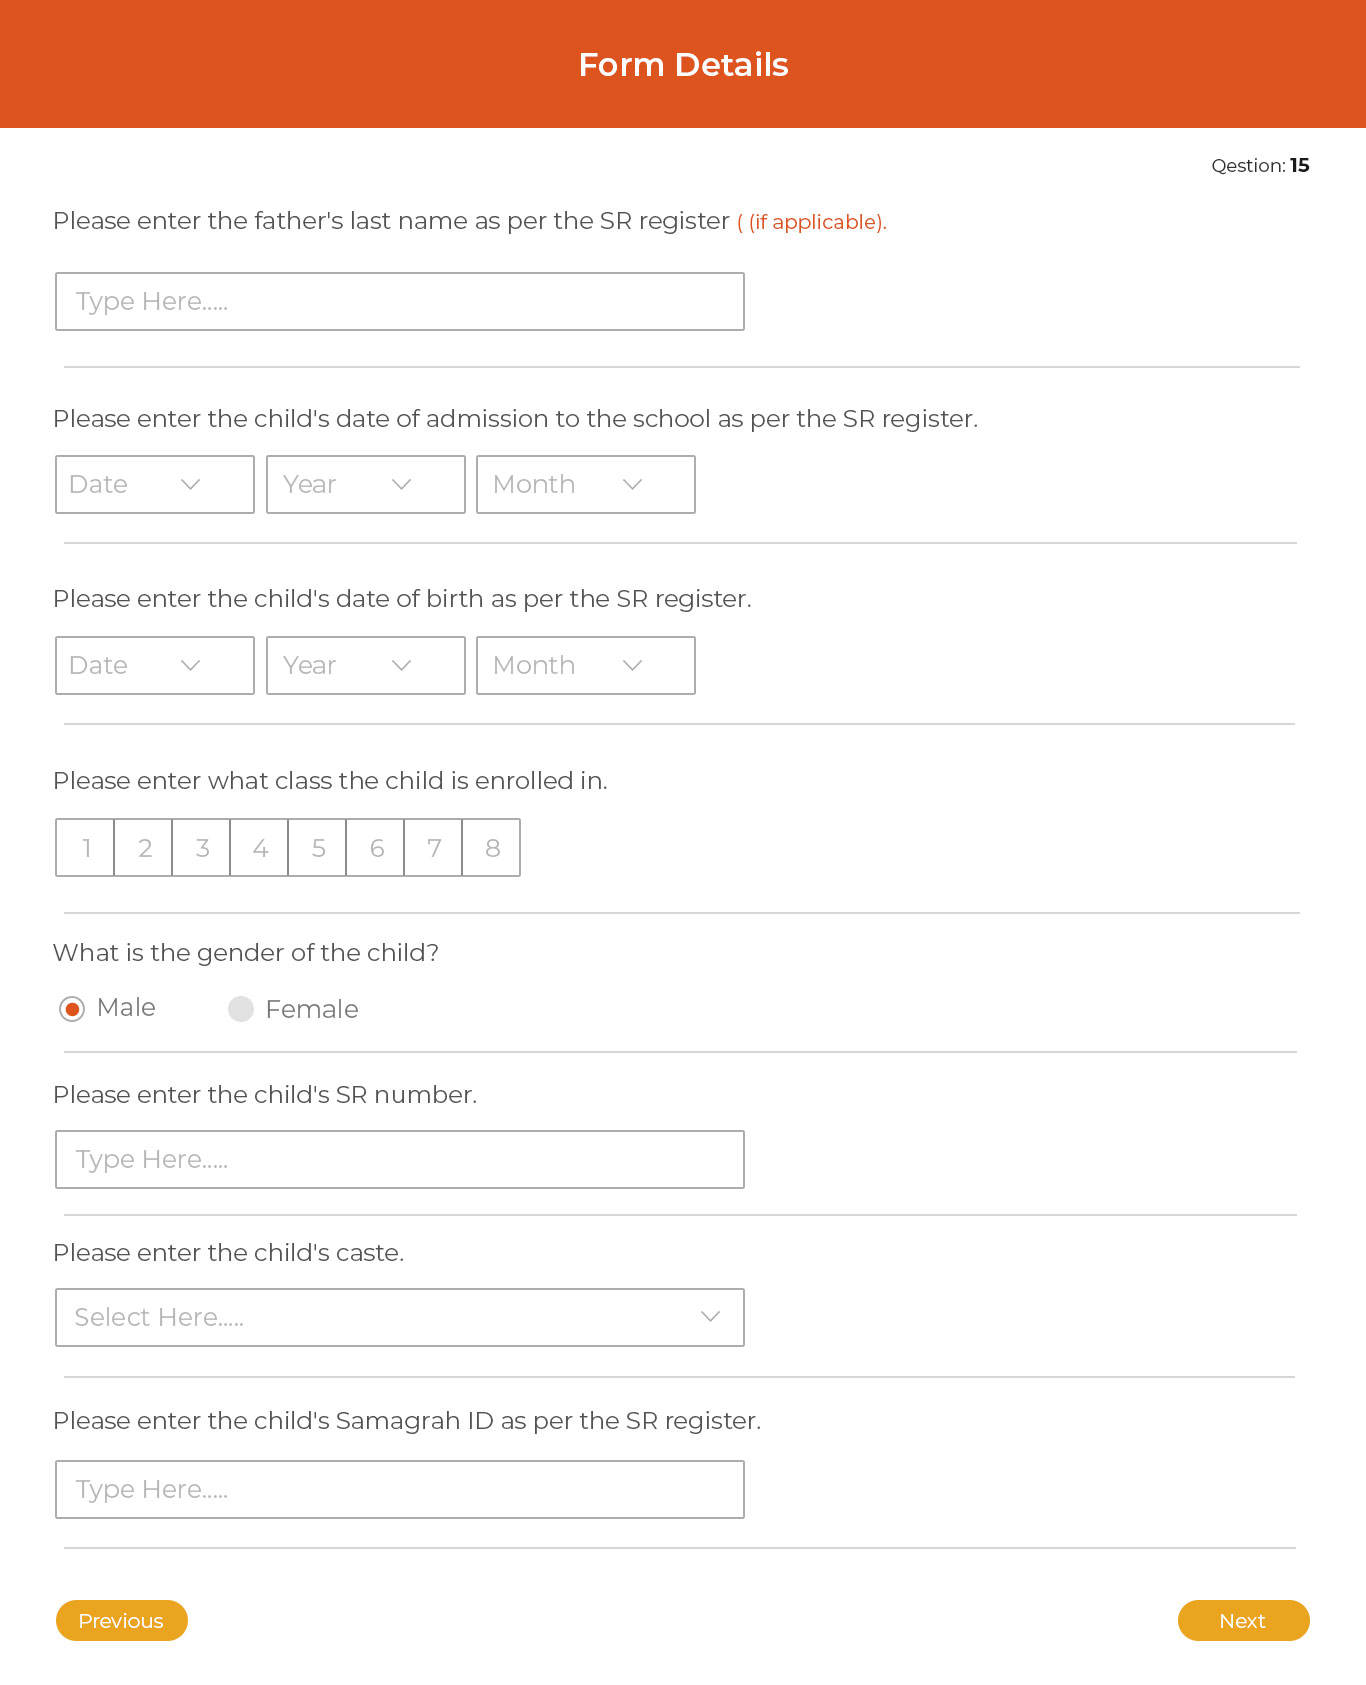 Form Details
Qestion: 15
Please enter the father's last name as per the SR register ( (if applicable).
Type Here.....
Please enter the child's date of admission to the school as per the SR register.
Date Year Month
Please enter the child's date of birth as per the SR register.
Date Year Month
Please enter what class the child is enrolled in.
1 2 3 4 5 6 7 8
What is the gender of the child?
Male Female
Please enter the child's SR number.
Type Here.....
Please enter the child's caste.
Select Here.....
Please enter the child's Samagrah ID as per the SR register.
Type Here.....
Previous Next